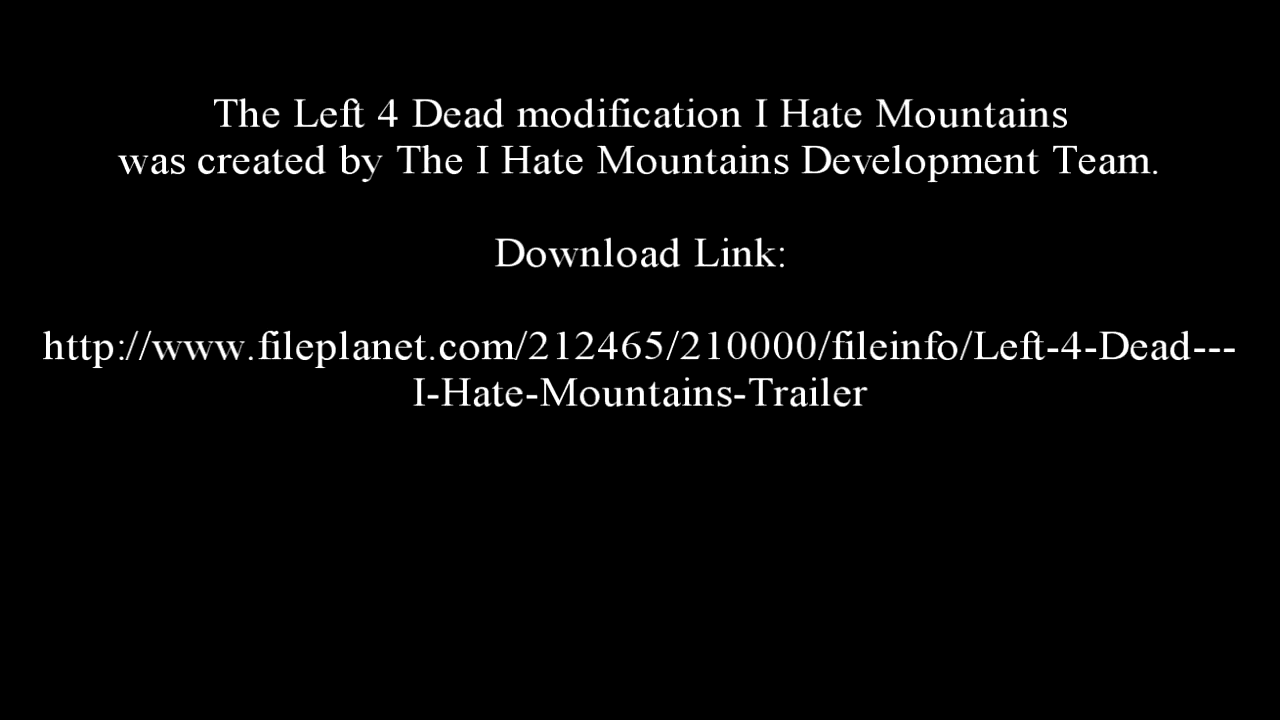 The Left 4 Dead modification I Hate Mountains
was created by The I Hate Mountains Development Team.
Download Link:
http://www.fileplanet.com/212465/210000/fileinfo/Left-4-Dead---
I-Hate-Mountains-Trailer